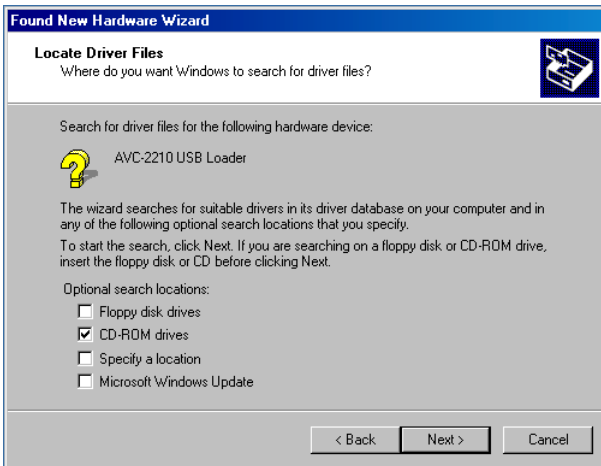 Found New Hardware Wizard
Locate Driver Files
Where do you want Windows to search for driver files?
Search for driver files for the following hardware device:
AVC-2210 USB Loader
The wizard searches for suitable drivers in its driver database on your computer and in
any of the following optional search locations that you specify.
To start the search, click Next. If you are searching on a floppy disk or CD-ROM drive,
insert the floppy disk or CD before clicking Next.
Optional search locations:
Floppy disk drives
CD-ROM drives
Specify a location
Microsoft Windows Update
< Back Next > Cancel